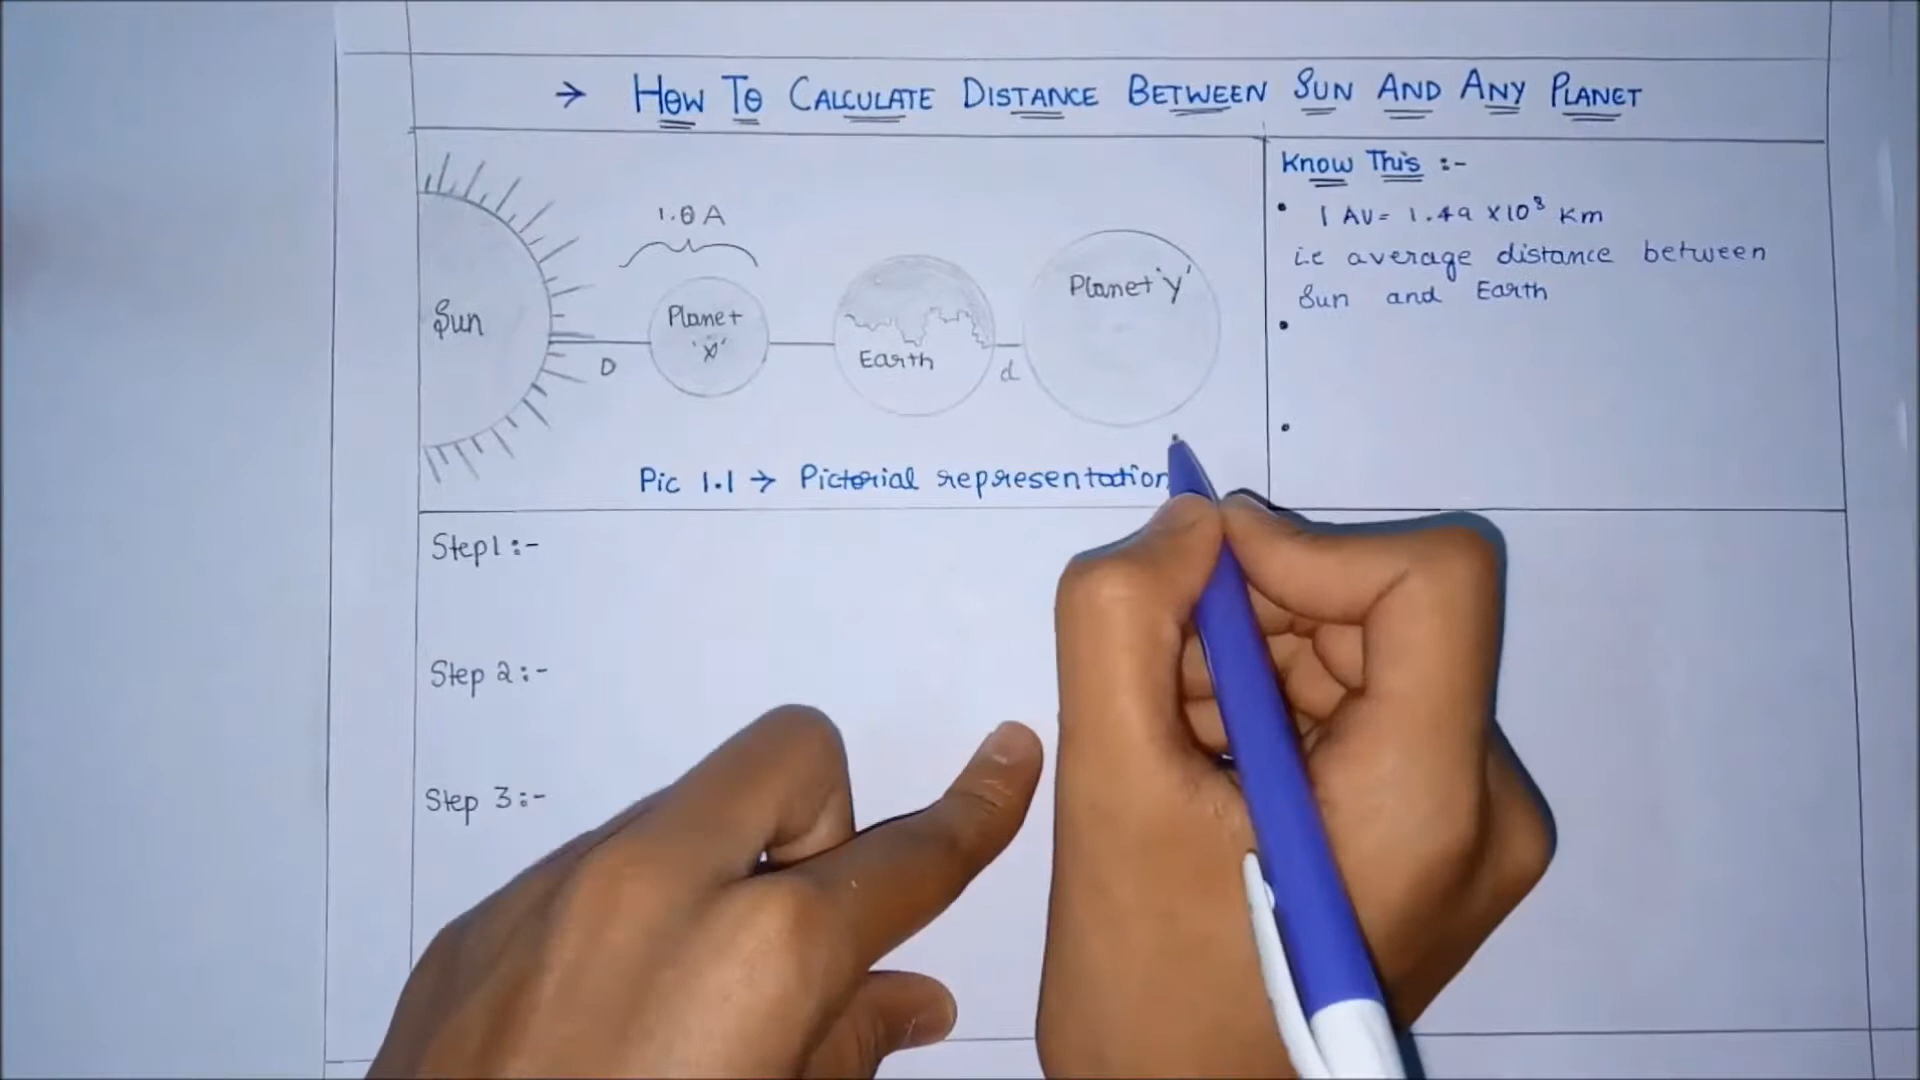 → HOW TO CALCULATE DISTANCE BETWEEN SUN AND ANY PLANET
1.0 A
Sun
D
Planet
'X'
Earth
d
Planet 'Y'
Pic 1.1 → Pictorial representation
Know This :-
• 1 AU = 1.49 × 10⁸ Km
i.e average distance between
Sun and Earth
•
•
Step1 :-
Step 2 :-
Step 3 :-